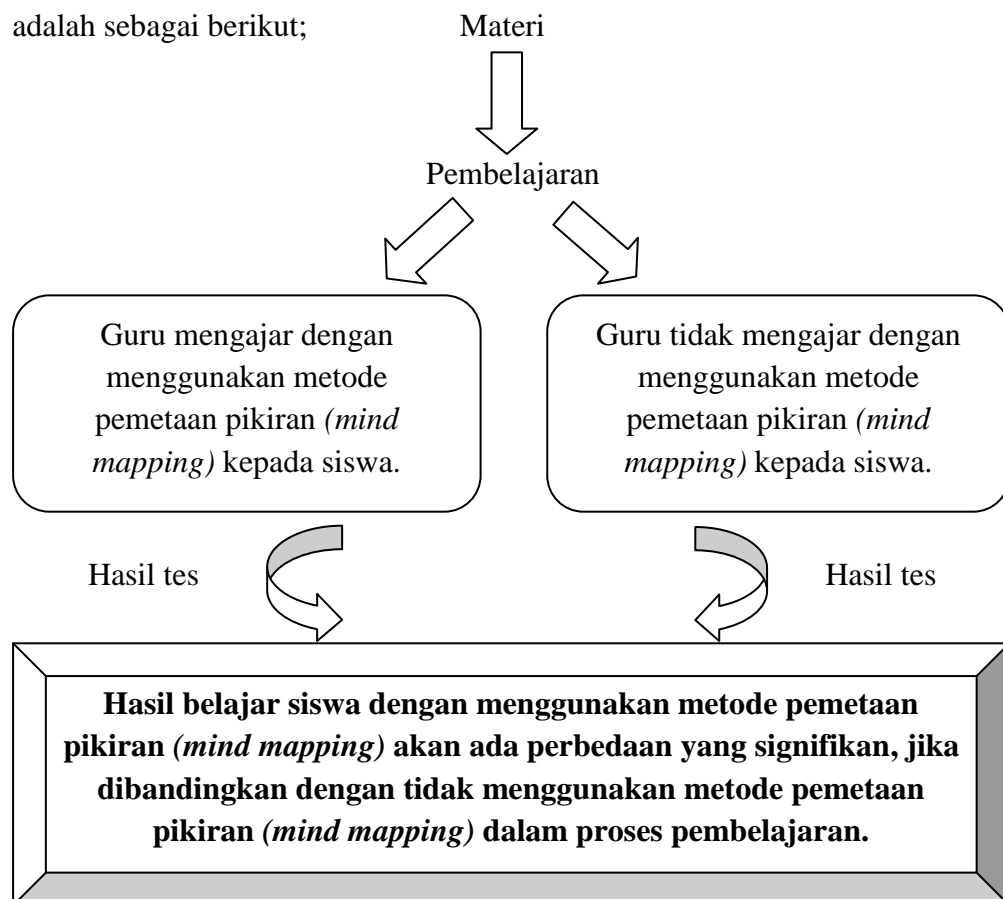 adalah sebagai berikut;
Materi
Pembelajaran
Guru mengajar dengan
menggunakan metode
pemetaan pikiran (mind
mapping) kepada siswa.
Guru tidak mengajar dengan
menggunakan metode
pemetaan pikiran (mind
mapping) kepada siswa.
Hasil tes
Hasil tes
Hasil belajar siswa dengan menggunakan metode pemetaan
pikiran (mind mapping) akan ada perbedaan yang signifikan, jika
dibandingkan dengan tidak menggunakan metode pemetaan
pikiran (mind mapping) dalam proses pembelajaran.